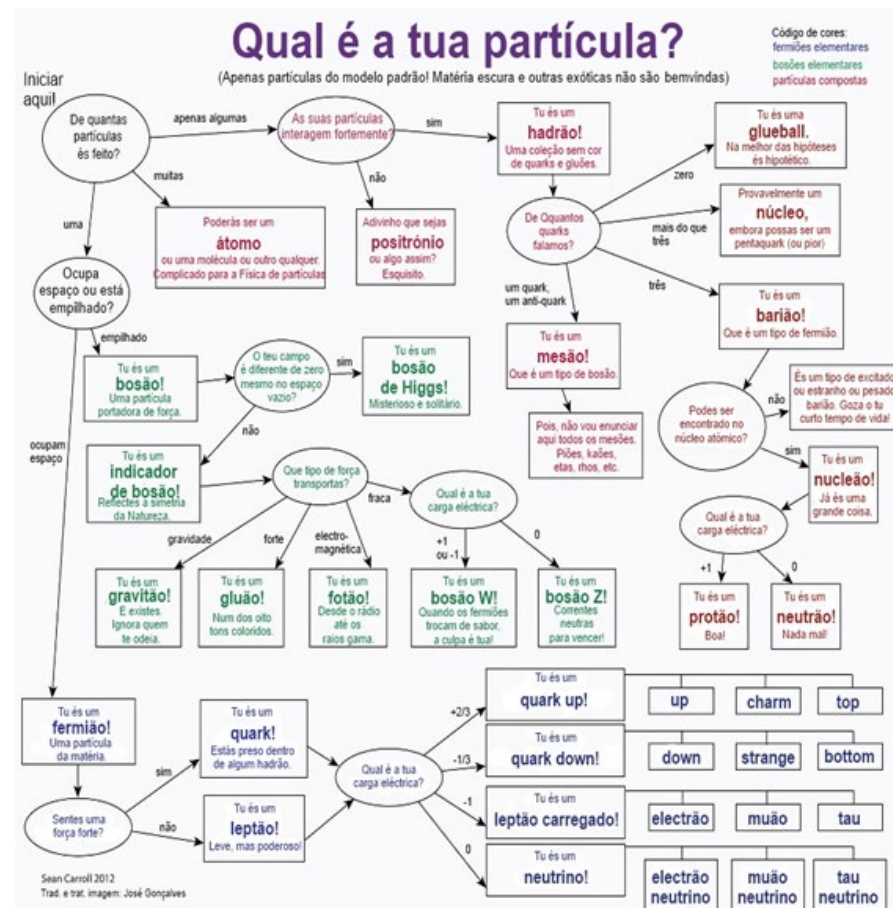 Qual é a tua partícula?
(Apenas partículas do modelo padrão! Matéria escura e outras exóticas não são bemvindas)
Código de cores:
fermiões elementares
bosões elementares
partículas compostas
Iniciar
aqui!
De quantas
partículas
és feito?
apenas algumas
As suas partículas
interagem fortemente?
sim
Tu és um
hadrão!
Uma coleção sem cor
de quarks e gluões.
Tu és uma
glueball.
Na melhor das hipóteses
és hipotético.
zero
muitas
não
uma
Poderàs ser um
átomo
ou uma molécula ou outro qualquer.
Complicado para a Física de partículas
Adivinho que sejas
positrónio
ou algo assim?
Esquisito.
De Qquantos
quarks
falamos?
mais do que
três
Provavelmente um
núcleo,
embora possas ser um
pentaquark (ou pior)
Ocupa
espaço ou está
empilhado?
um quark,
um anti-quark
três
Tu és um
barião!
Que é um tipo de fermião.
empilhado
Tu és um
bosão!
Uma partícula
portadora de força.
O teu campo
é diferente de zero
mesmo no espaço
vazio?
sim
Tu és um
bosão
de Higgs!
Misterioso e solitário.
Tu és um
mesão!
Que é um tipo de bosão.
Podes ser
encontrado no
núcleo atómico?
não
És um tipo de excitado
ou estranho ou pesado
barião. Goza o tu
curto tempo de vida!
não
Pois, não vou enunciar
aqui todos os mesões.
Piões, kaões,
etas, rhos, etc.
sim
ocupam
espaço
Tu és um
indicador
de bosão!
Reflectes a simetria
da Natureza.
Que tipo de força
transportas?
fraca
Qual é a tua
carga eléctrica?
Tu és um
nucleão!
Já és uma
grande coisa.
Qual é a tua
carga eléctrica?
gravidade
forte
electro-
magnética
+1
ou -1
0
+1
0
Tu és um
gravitão!
E existes.
Ignora quem
te odeia.
Tu és um
gluão!
Num dos oito
tons coloridos.
Tu és um
fotão!
Desde o rádio
até os
raios gama.
Tu és um
bosão W!
Quando os fermiões
trocam de sabor,
a culpa é tua!
Tu és um
bosão Z!
Correntes
neutras
para vencer!
Tu és um
protão!
Boa!
Tu és um
neutrão!
Nada mal!
Tu és um
fermião!
Uma partícula
da matéria.
sim
Tu és um
quark!
Estás preso dentro
de algum hadrão.
Sentes uma
força forte?
não
Tu és um
leptão!
Leve, mas poderoso!
Qual é a tua
carga eléctrica?
+2/3
Tu és um
quark up!
up
charm
top
-1/3
Tu és um
quark down!
down
strange
bottom
-1
Tu és um
leptão carregado!
electrão
muão
tau
0
Tu és um
neutrino!
electrão
neutrino
muão
neutrino
tau
neutrino
Sean Carroll 2012
Trad. e trat. imagem: José Gonçalves